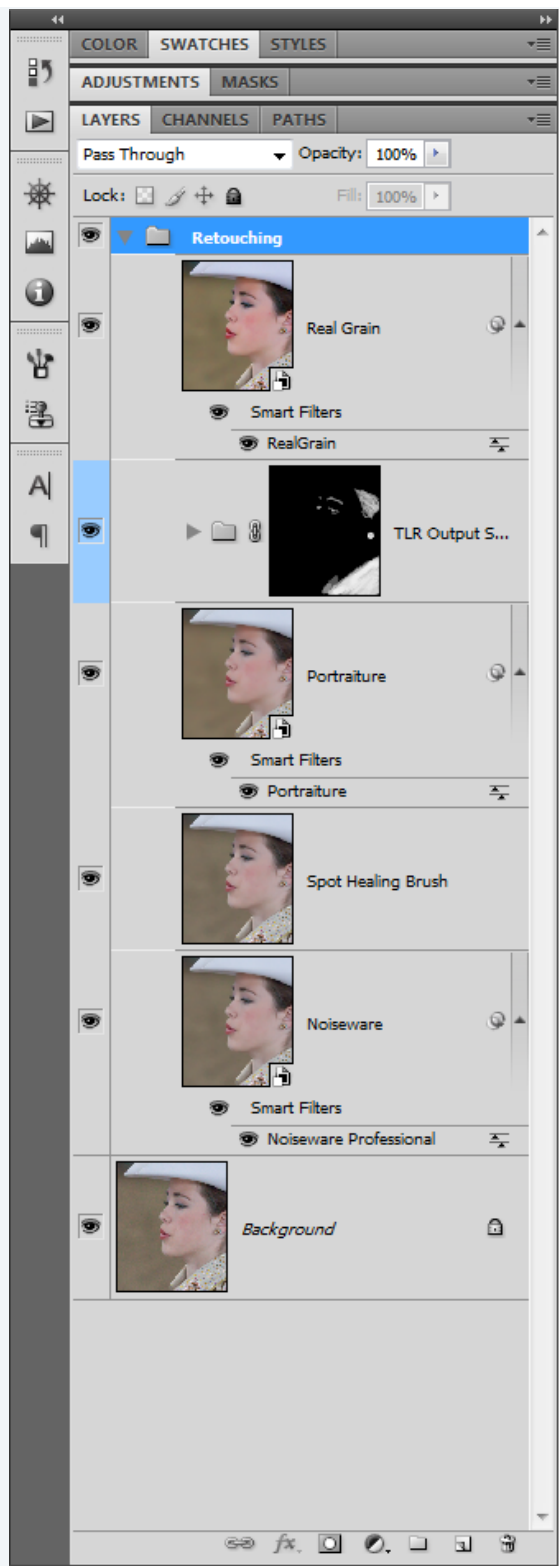 COLOR SWATCHES STYLES
ADJUSTMENTS MASKS
LAYERS CHANNELS PATHS
Pass Through Opacity: 100%
Lock: Fill: 100%
Retouching
Real Grain
Smart Filters
RealGrain
TLR Output S...
Portraiture
Smart Filters
Portraiture
Spot Healing Brush
Noiseware
Smart Filters
Noiseware Professional
Background
A
¶
fx.